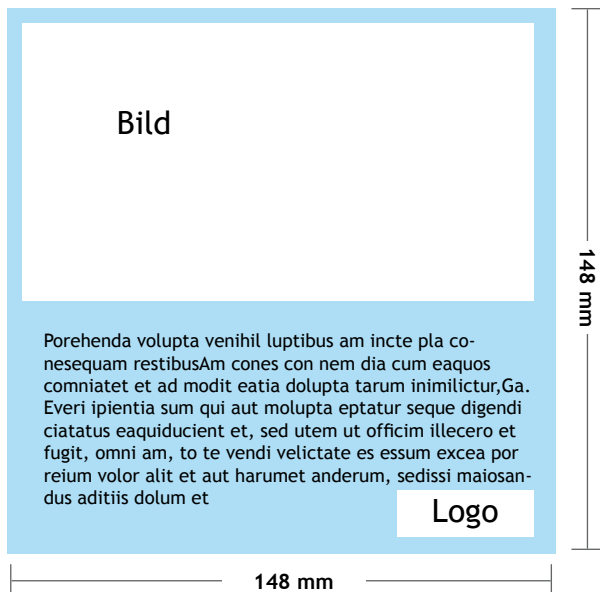 Bild
Porehenda volupta venihil luptibus am incte pla co-
nesequam restibusAm cones con nem dia cum eaquos
comniatet et ad modit eatia dolupta tarum inimilictur,Ga.
Everi ipientia sum qui aut molupta eptatur seque digendi
ciatatus eaquiducient et, sed utem ut officim illecero et
fugit, omni am, to te vendi velictate es essum excea por
reium volor alit et aut harumet anderum, sedissi maiosan-
dus aditiis dolum et
Logo
148 mm
148 mm